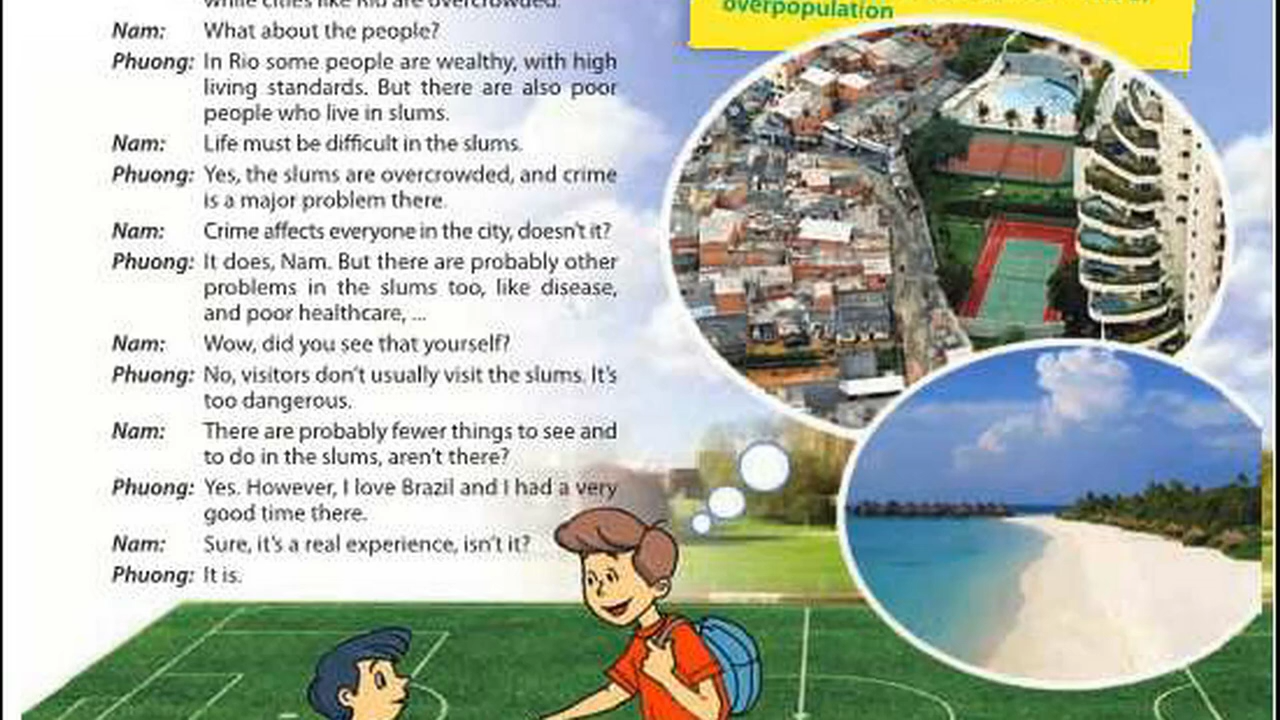 while cities like Rio are overcrowded.
Nam: What about the people?
Phuong: In Rio some people are wealthy, with high
living standards. But there are also poor
people who live in slums.
Nam: Life must be difficult in the slums.
Phuong: Yes, the slums are overcrowded, and crime
is a major problem there.
Nam: Crime affects everyone in the city, doesn't it?
Phuong: It does, Nam. But there are probably other
problems in the slums too, like disease,
and poor healthcare, ...
Nam: Wow, did you see that yourself?
Phuong: No, visitors don't usually visit the slums. It's
too dangerous.
Nam: There are probably fewer things to see and
to do in the slums, aren't there?
Phuong: Yes. However, I love Brazil and I had a very
good time there.
Nam: Sure, it's a real experience, isn't it?
Phuong: It is.
overpopulation